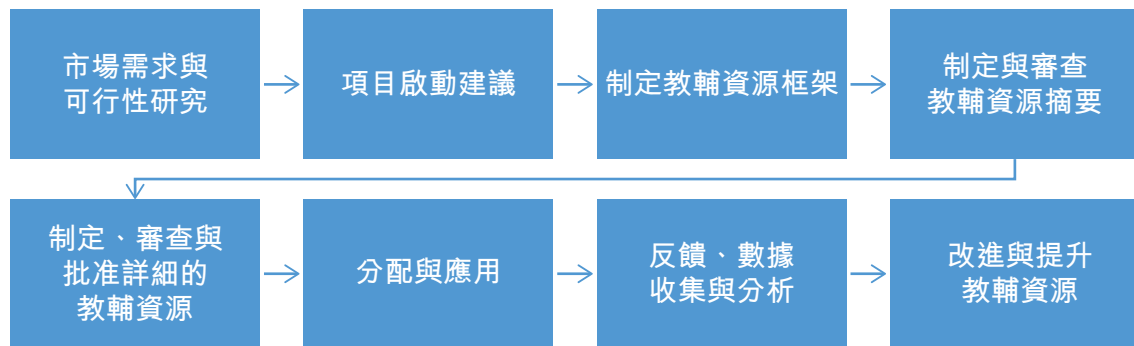 市場需求與
可行性研究
項目啟動建議
制定教輔資源框架
制定與審查
教輔資源摘要
制定、審查與
批准詳細的
教輔資源
分配與應用
反饋、數據
收集與分析
改進與提升
教輔資源